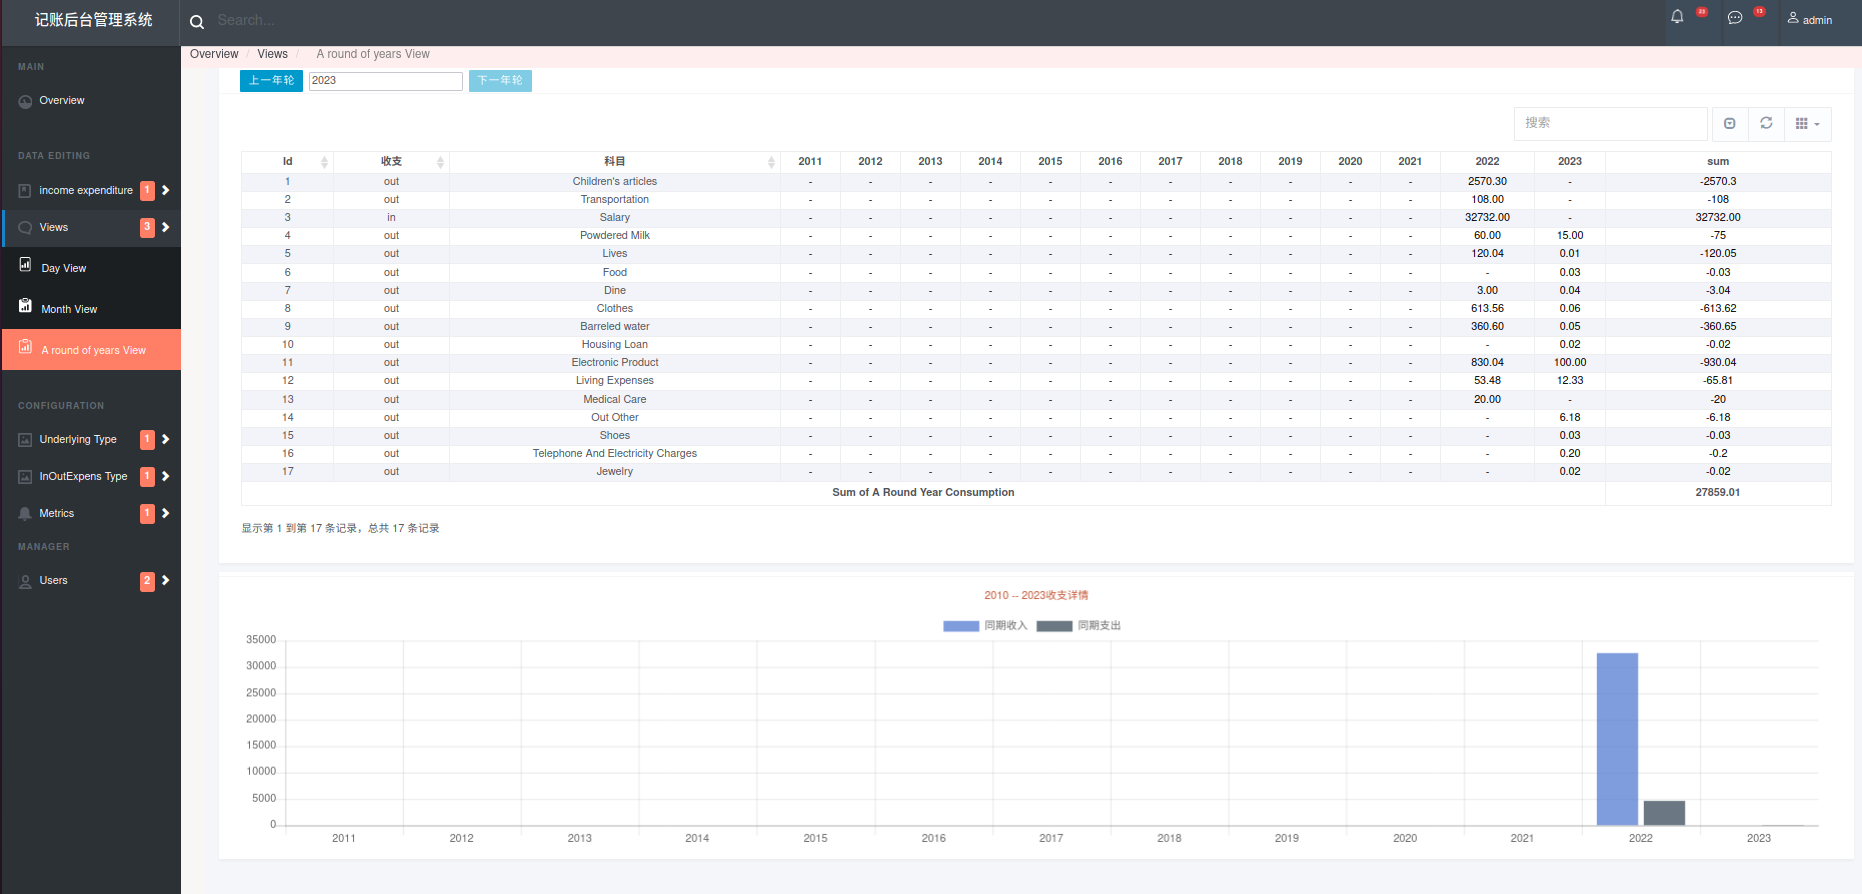 记账后台管理系统 Search... 23 13 admin
Overview / Views / A round of years View
MAIN
Overview
DATA EDITING
income expenditure 1
Views 3
Day View
Month View
A round of years View
CONFIGURATION
Underlying Type 1
InOutExpens Type 1
Metrics 1
MANAGER
Users 2
上一年轮 2023 下一年轮
搜索
Id 收支 科目 2011 2012 2013 2014 2015 2016 2017 2018 2019 2020 2021 2022 2023 sum
1 out Children's articles - - - - - - - - - - - 2570.30 - -2570.3
2 out Transportation - - - - - - - - - - - 108.00 - -108
3 in Salary - - - - - - - - - - - 32732.00 - 32732.00
4 out Powdered Milk - - - - - - - - - - - 60.00 15.00 -75
5 out Lives - - - - - - - - - - - 120.04 0.01 -120.05
6 out Food - - - - - - - - - - - - 0.03 -0.03
7 out Dine - - - - - - - - - - - 3.00 0.04 -3.04
8 out Clothes - - - - - - - - - - - 613.56 0.06 -613.62
9 out Barreled water - - - - - - - - - - - 360.60 0.05 -360.65
10 out Housing Loan - - - - - - - - - - - - 0.02 -0.02
11 out Electronic Product - - - - - - - - - - - 830.04 100.00 -930.04
12 out Living Expenses - - - - - - - - - - - 53.48 12.33 -65.81
13 out Medical Care - - - - - - - - - - - 20.00 - -20
14 out Out Other - - - - - - - - - - - - 6.18 -6.18
15 out Shoes - - - - - - - - - - - - 0.03 -0.03
16 out Telephone And Electricity Charges - - - - - - - - - - - - 0.20 -0.2
17 out Jewelry - - - - - - - - - - - - 0.02 -0.02
Sum of A Round Year Consumption 27859.01
显示第 1 到第 17 条记录，总共 17 条记录
2010 -- 2023收支详情
同期收入 同期支出
35000
30000
25000
20000
15000
10000
5000
0
2011 2012 2013 2014 2015 2016 2017 2018 2019 2020 2021 2022 2023